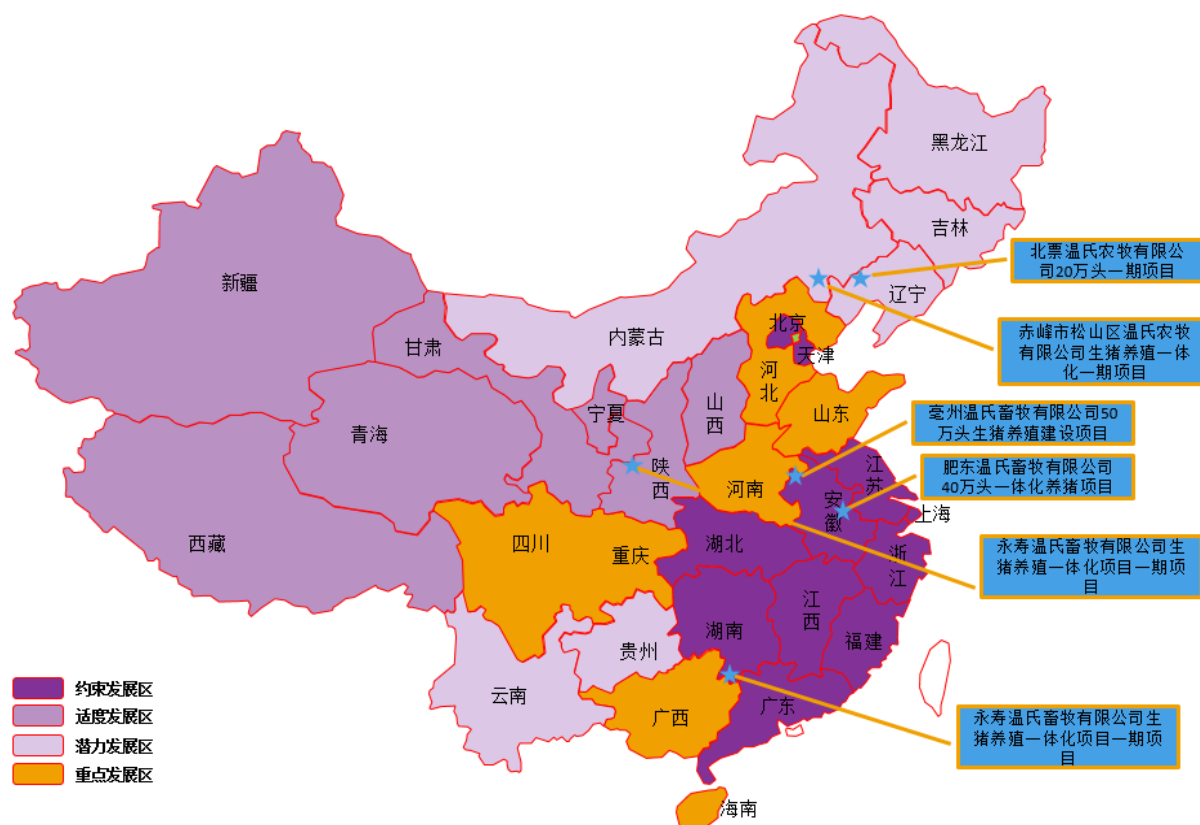 黑龙江
吉林
北票温氏农牧有限公
司20万头一期项目
新疆
辽宁
内蒙古
北京
甘肃
天津
赤峰市松山区温氏农牧
有限公司生猪养殖一体
化一期项目
河
北
宁夏
山
西
山东
青海
亳州温氏畜牧有限公司50
万头生猪养殖建设项目
陕
西
河南
江
苏
肥东温氏畜牧有限公司
40万头一体化养猪项目
安
徽
上海
西藏
四川
重庆
湖北
浙
江
永寿温氏畜牧有限公司生
猪养殖一体化项目一期项
目
江
西
湖南
福建
贵州
云南
广西
广东
永寿温氏畜牧有限公司生
猪养殖一体化项目一期项
目
海南
约束发展区
适度发展区
潜力发展区
重点发展区